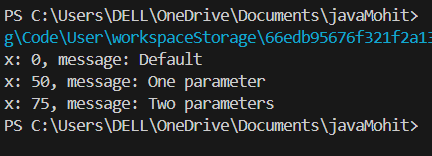 PS C:\Users\DELL\OneDrive\Documents\javaMohit>
g\Code\User\workspaceStorage\66edb95676f321f2a13
x: 0, message: Default
x: 50, message: One parameter
x: 75, message: Two parameters
PS C:\Users\DELL\OneDrive\Documents\javaMohit>